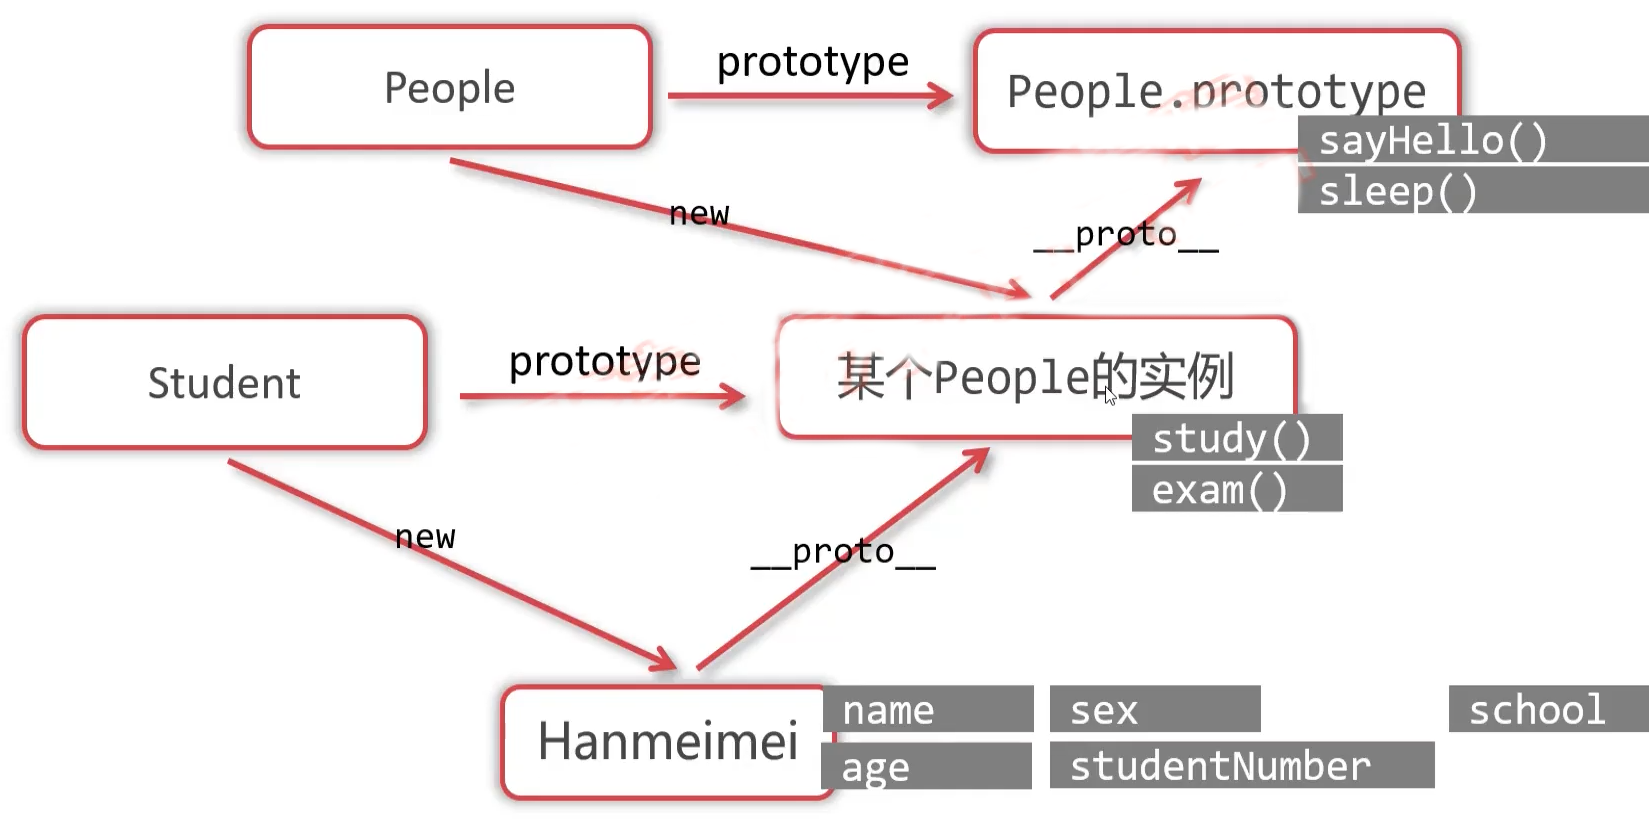 People
prototype
People.prototype
sayHello()
sleep()
new
__proto__
Student
prototype
某个People的实例
study()
exam()
new
__proto__
Hanmeimei
name
sex
school
age
studentNumber